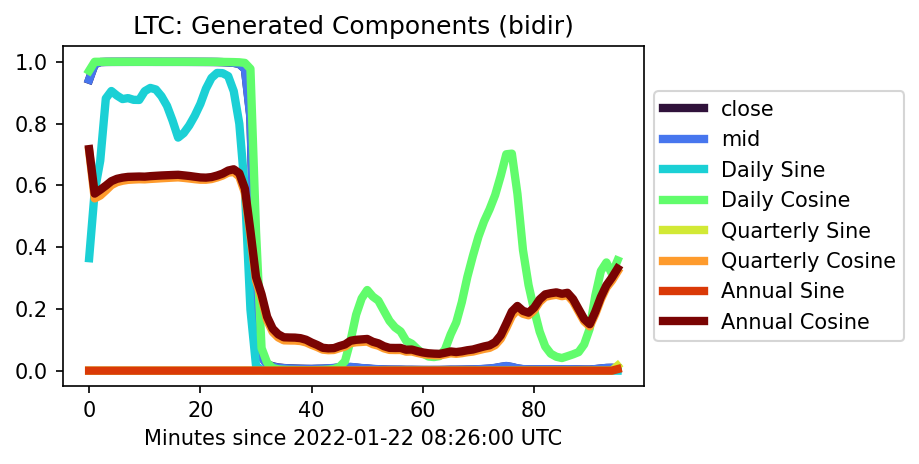 LTC: Generated Components (bidir)
1.0
0.8
0.6
0.4
0.2
0.0
0
20
40
60
80
Minutes since 2022-01-22 08:26:00 UTC
close
mid
Daily Sine
Daily Cosine
Quarterly Sine
Quarterly Cosine
Annual Sine
Annual Cosine